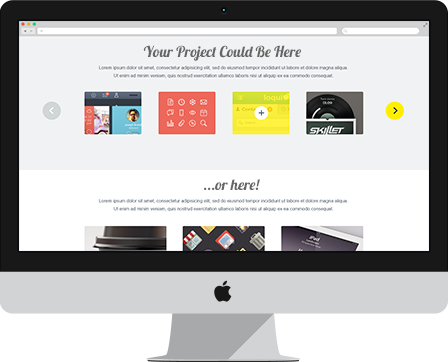 Your Project Could Be Here
Lorem ipsum dolor sit amet, consectetur adipisicing elit, sed do eiusmod tempor incididunt ut labore et dolore magna aliqua.
Ut enim ad minim veniam, quis nostrud exercitation ullamco laboris nisi ut aliquip ex ea commodo consequat.
SKILLET
...or here!
Lorem ipsum dolor sit amet, consectetur adipisicing elit, sed do eiusmod tempor incididunt ut labore et dolore magna aliqua.
Ut enim ad minim veniam, quis nostrud exercitation ullamco laboris nisi ut aliquip ex ea commodo consequat.
iPad